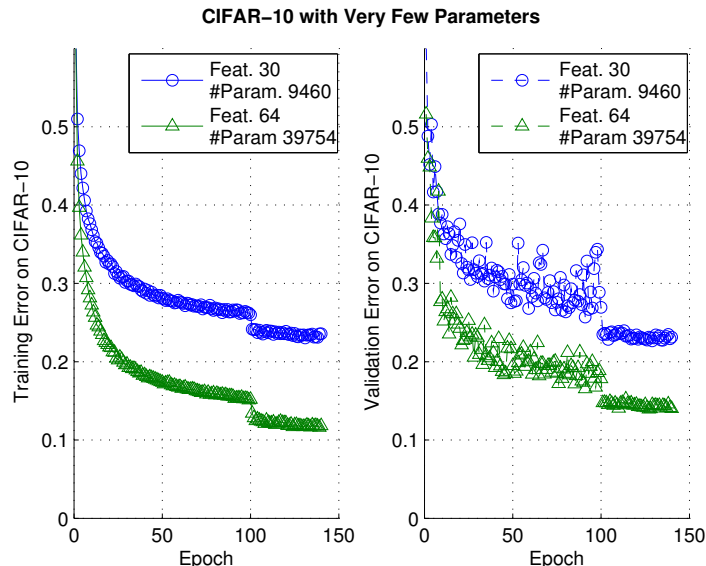 CIFAR−10 with Very Few Parameters
Training Error on CIFAR−10
0.5
0.4
0.3
0.2
0.1
0
0 50 100 150
Epoch
Feat. 30
#Param. 9460
Feat. 64
#Param 39754
Validation Error on CIFAR−10
0.5
0.4
0.3
0.2
0.1
0
0 50 100 150
Epoch
Feat. 30
#Param. 9460
Feat. 64
#Param 39754